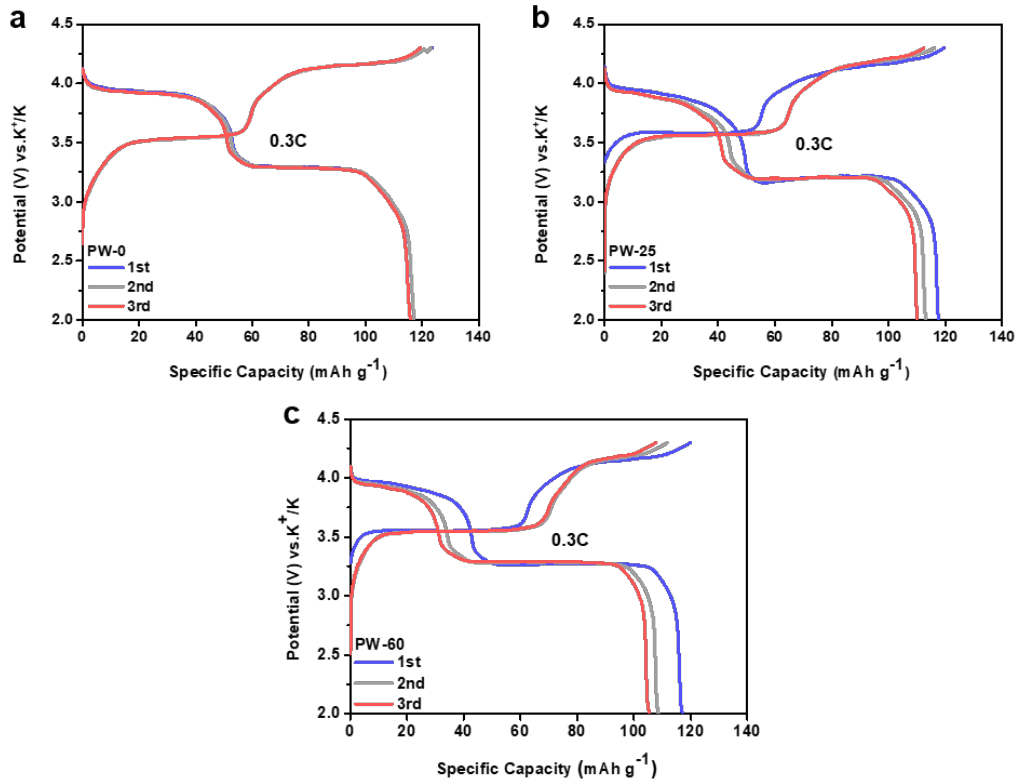 a
4.5
4.0
3.5
3.0
2.5
2.0
Potential (V) vs.K⁺/K
0.3C
PW-0
1st
2nd
3rd
0 20 40 60 80 100 120 140
Specific Capacity (mAh g⁻¹)
b
4.5
4.0
3.5
3.0
2.5
2.0
Potential (V) vs.K⁺/K
0.3C
PW-25
1st
2nd
3rd
0 20 40 60 80 100 120 140
Specific Capacity (mAh g⁻¹)
c
4.5
4.0
3.5
3.0
2.5
2.0
Potential (V) vs.K⁺/K
0.3C
PW-60
1st
2nd
3rd
0 20 40 60 80 100 120 140
Specific Capacity (mAh g⁻¹)